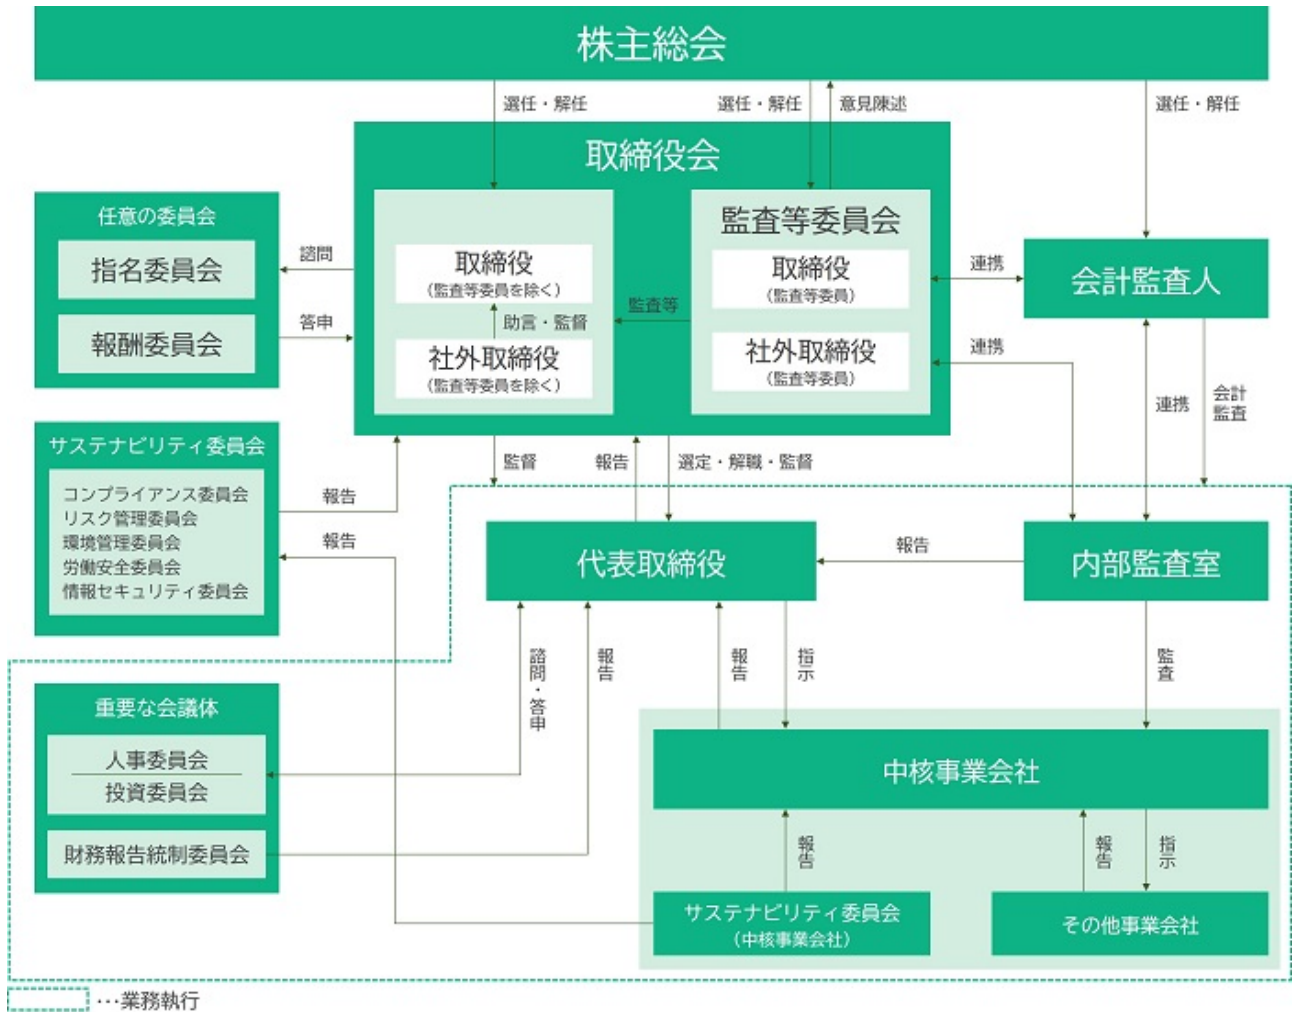 株主総会
選任・解任
選任・解任
意見陳述
選任・解任
取締役会
任意の委員会
指名委員会
報酬委員会
諮問
答申
取締役
（監査等委員を除く）
助言・監督
社外取締役
（監査等委員を除く）
監査等
監査等委員会
取締役
（監査等委員）
社外取締役
（監査等委員）
連携
連携
会計監査人
連携
会計
監査
サステナビリティ委員会
コンプライアンス委員会
リスク管理委員会
環境管理委員会
労働安全委員会
情報セキュリティ委員会
報告
報告
監督
報告
選定・解職・監督
代表取締役
報告
内部監査室
諮問・答申
報告
報告
指示
監査
重要な会議体
人事委員会
投資委員会
財務報告統制委員会
中核事業会社
報告
報告
指示
サステナビリティ委員会
（中核事業会社）
その他事業会社
…業務執行